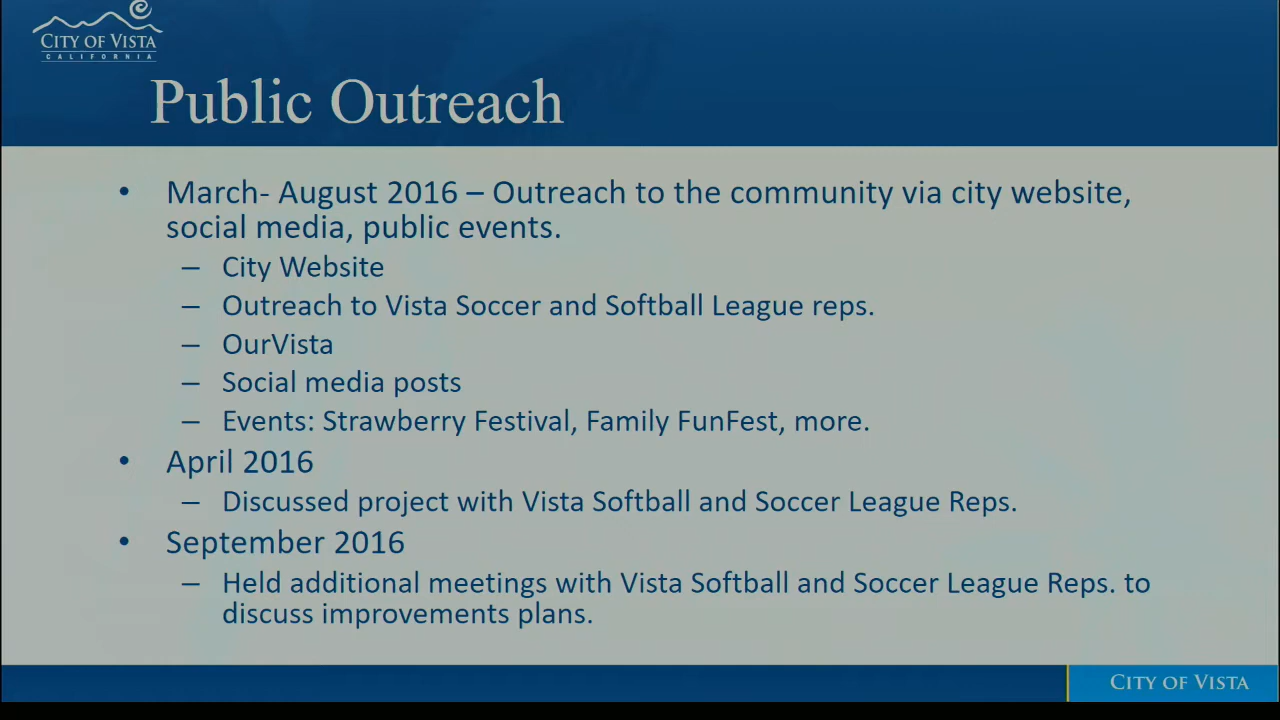 CITY OF VISTA
CALIFORNIA
Public Outreach
• March- August 2016 – Outreach to the community via city website,
social media, public events.
– City Website
– Outreach to Vista Soccer and Softball League reps.
– OurVista
– Social media posts
– Events: Strawberry Festival, Family FunFest, more.
• April 2016
– Discussed project with Vista Softball and Soccer League Reps.
• September 2016
– Held additional meetings with Vista Softball and Soccer League Reps. to
discuss improvements plans.
CITY OF VISTA